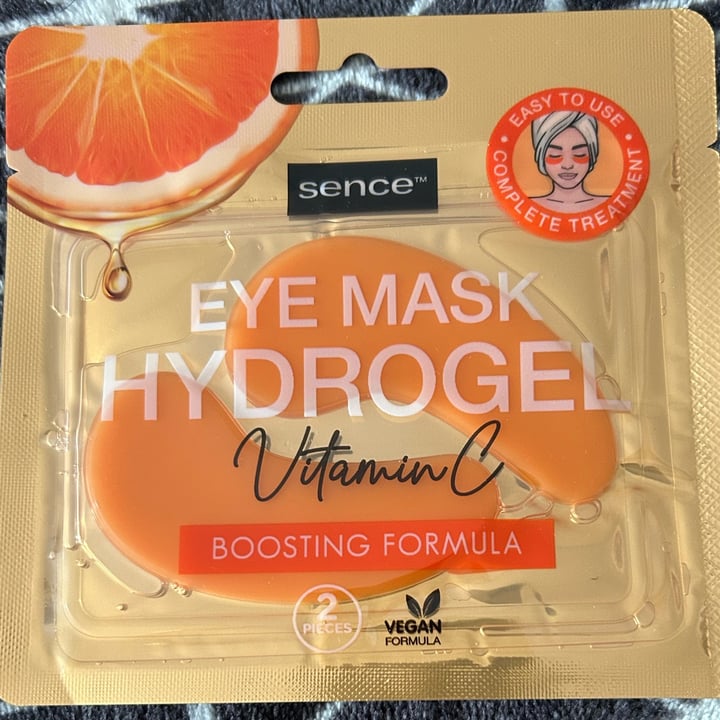 EASY TO USE
COMPLETE TREATMENT
sence™
EYE MASK
HYDROGEL
Vitamin C
BOOSTING FORMULA
2
PIECES
VEGAN
FORMULA